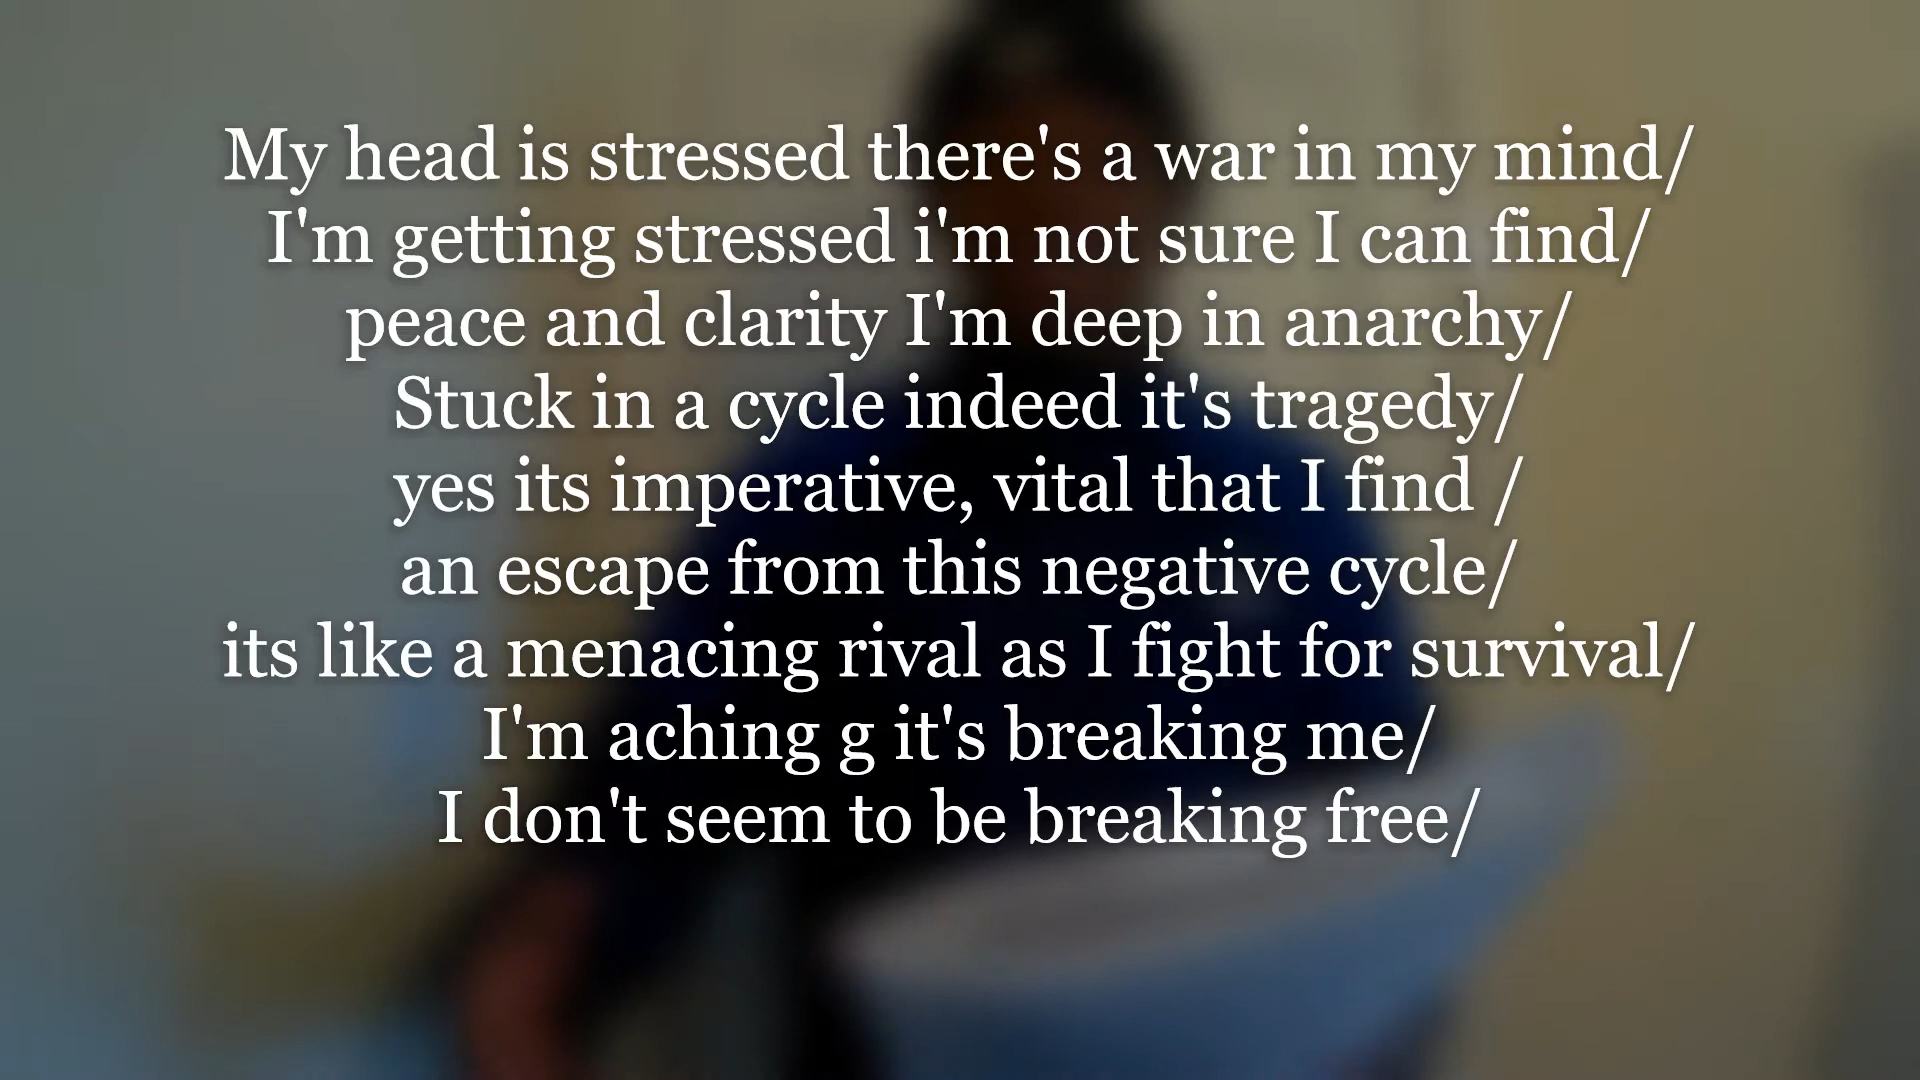 My head is stressed there's a war in my mind/
I'm getting stressed i'm not sure I can find/
peace and clarity I'm deep in anarchy/
Stuck in a cycle indeed it's tragedy/
yes its imperative, vital that I find /
an escape from this negative cycle/
its like a menacing rival as I fight for survival/
I'm aching g it's breaking me/
I don't seem to be breaking free/